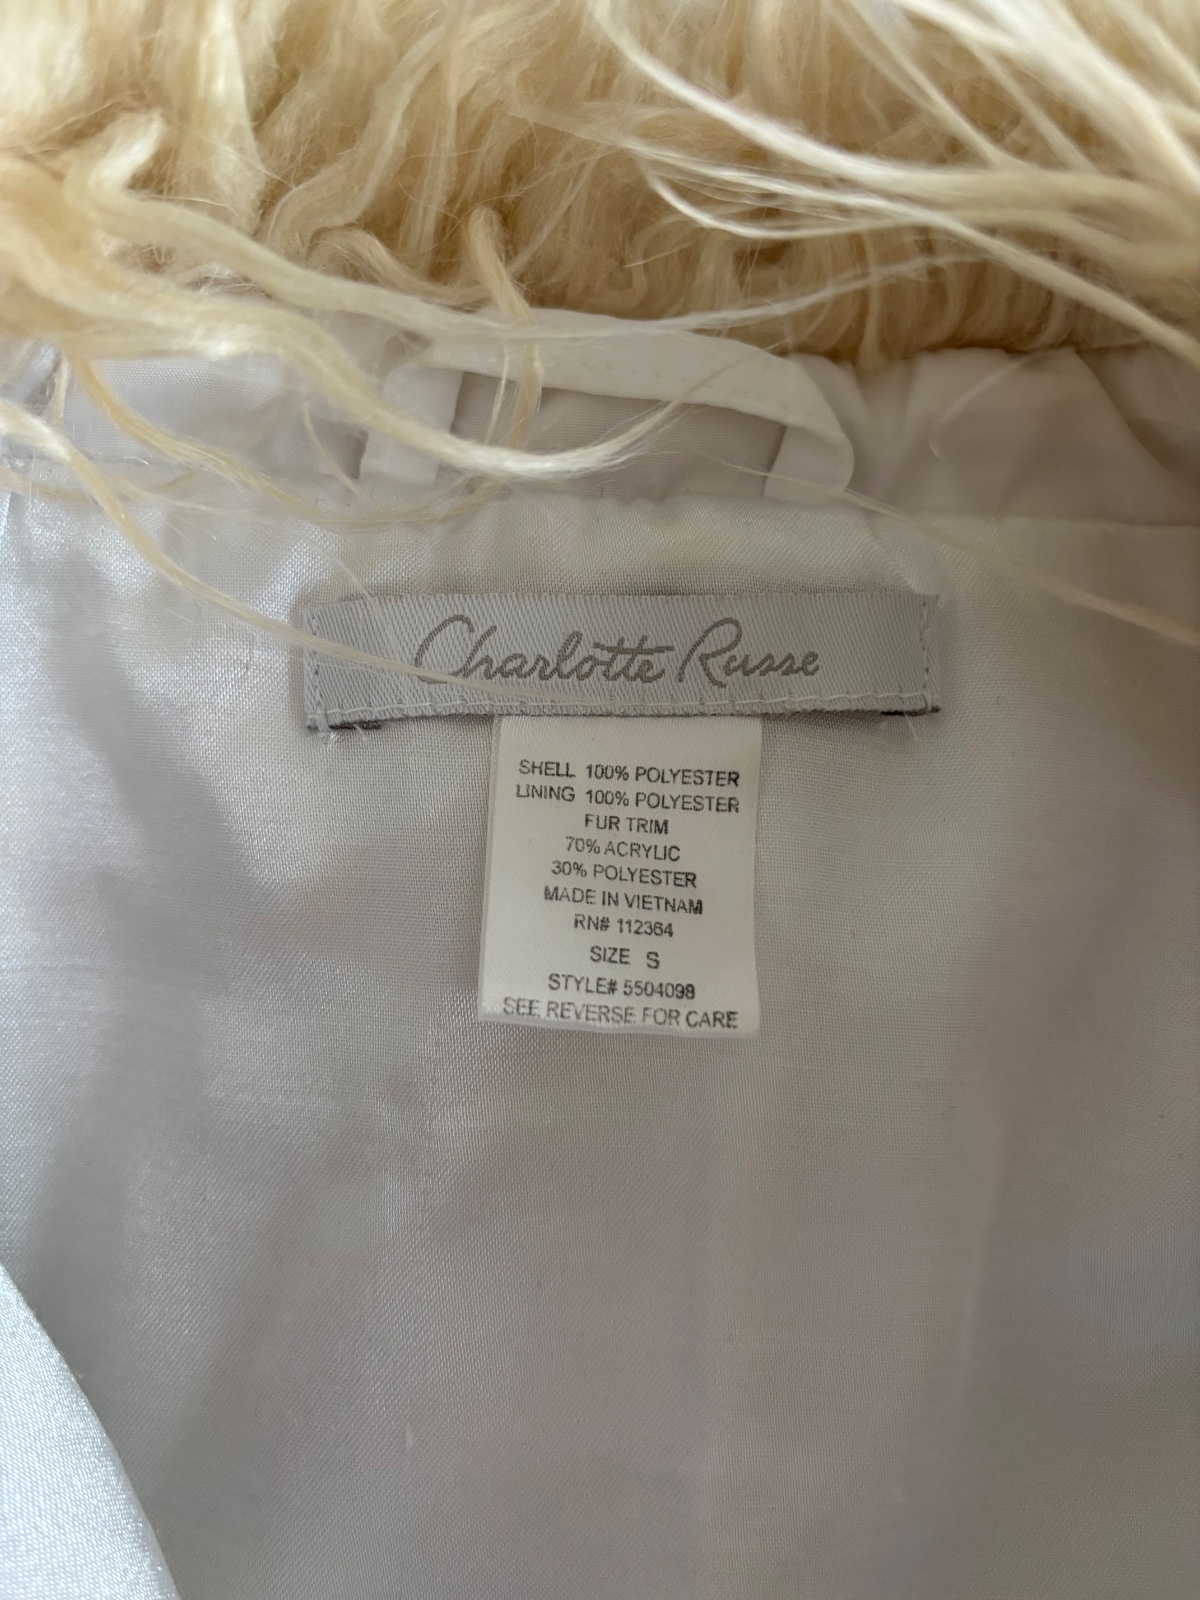 Charlotte Russe
SHELL 100% POLYESTER
LINING 100% POLYESTER
FUR TRIM
70% ACRYLIC
30% POLYESTER
MADE IN VIETNAM
RN# 112364
SIZE S
STYLE# 5504098
SEE REVERSE FOR CARE